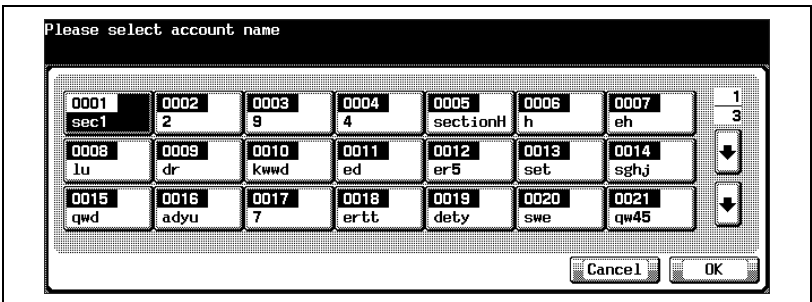 Please select account name
0001 0002 0003 0004 0005 0006 0007
sec1 2 9 4 sectionH h eh
1
3
0008 0009 0010 0011 0012 0013 0014
lu dr kwwd ed er5 set sghj
0015 0016 0017 0018 0019 0020 0021
qwd adyu 7 ertt dety swe qw45
Cancel OK